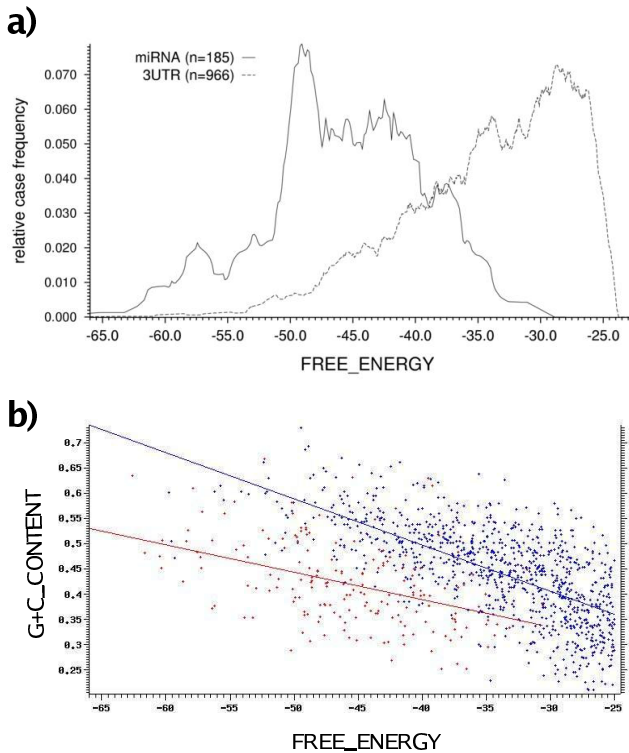 a)
miRNA (n=185)
3UTR (n=966)
relative case frequency
0.070
0.060
0.050
0.040
0.030
0.020
0.010
0.000
-65.0 -60.0 -55.0 -50.0 -45.0 -40.0 -35.0 -30.0 -25.0
FREE_ENERGY
b)
G+C_CONTENT
0.7
0.65
0.6
0.55
0.5
0.45
0.4
0.35
0.3
0.25
-65 -60 -55 -50 -45 -40 -35 -30 -25
FREE_ENERGY